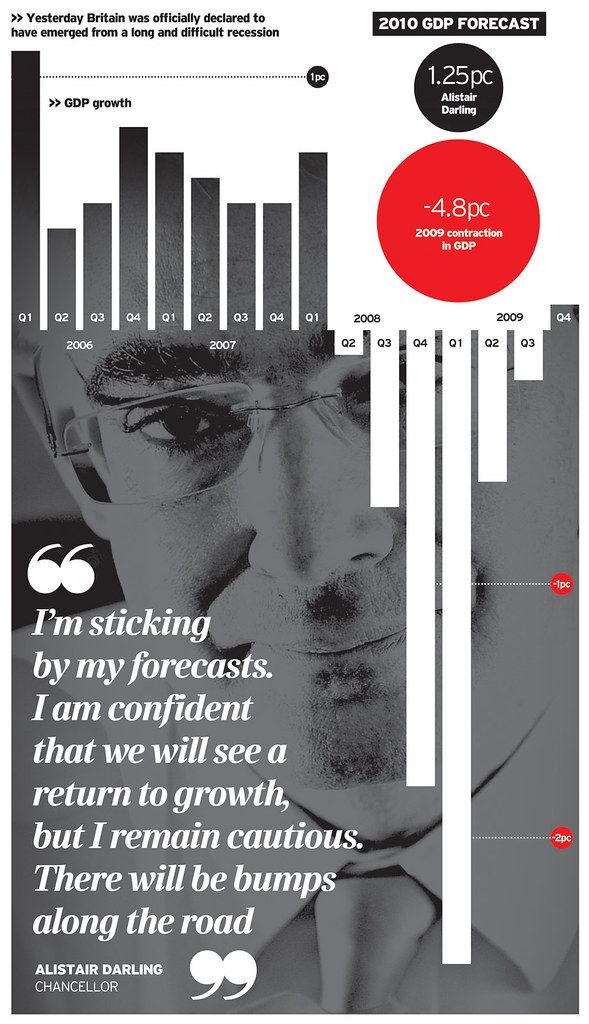 >> Yesterday Britain was officially declared to
have emerged from a long and difficult recession
2010 GDP FORECAST
1pc
>> GDP growth
1.25pc
Alistair
Darling
-4.8pc
2009 contraction
in GDP
Q1 Q2 Q3 Q4 Q1 Q2 Q3 Q4 Q1 2008 2009 Q4
2006 2007 Q2 Q3 Q4 Q1 Q2 Q3
-1pc
“
I’m sticking
by my forecasts.
I am confident
that we will see a
return to growth,
but I remain cautious.
-2pc
There will be bumps
along the road
”
ALISTAIR DARLING
CHANCELLOR